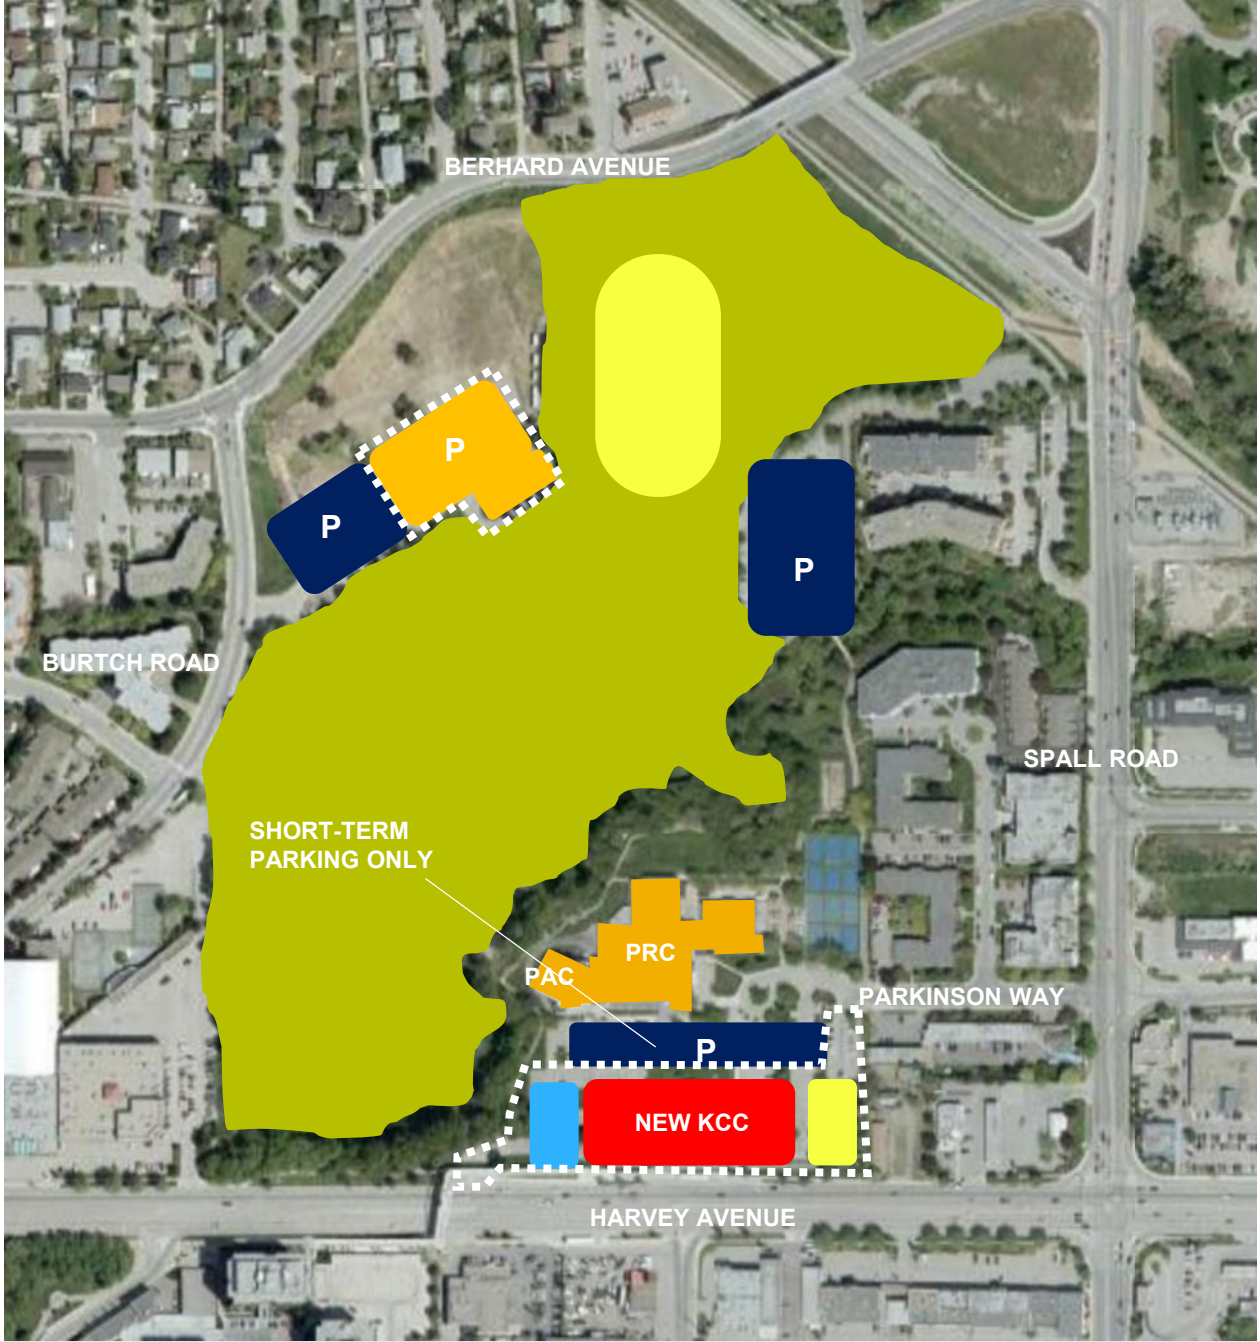 BERHARD AVENUE
P
P
P
BURTCH ROAD
SPALL ROAD
SHORT-TERM
PARKING ONLY
PRC
PAC
PARKINSON WAY
P
NEW KCC
HARVEY AVENUE